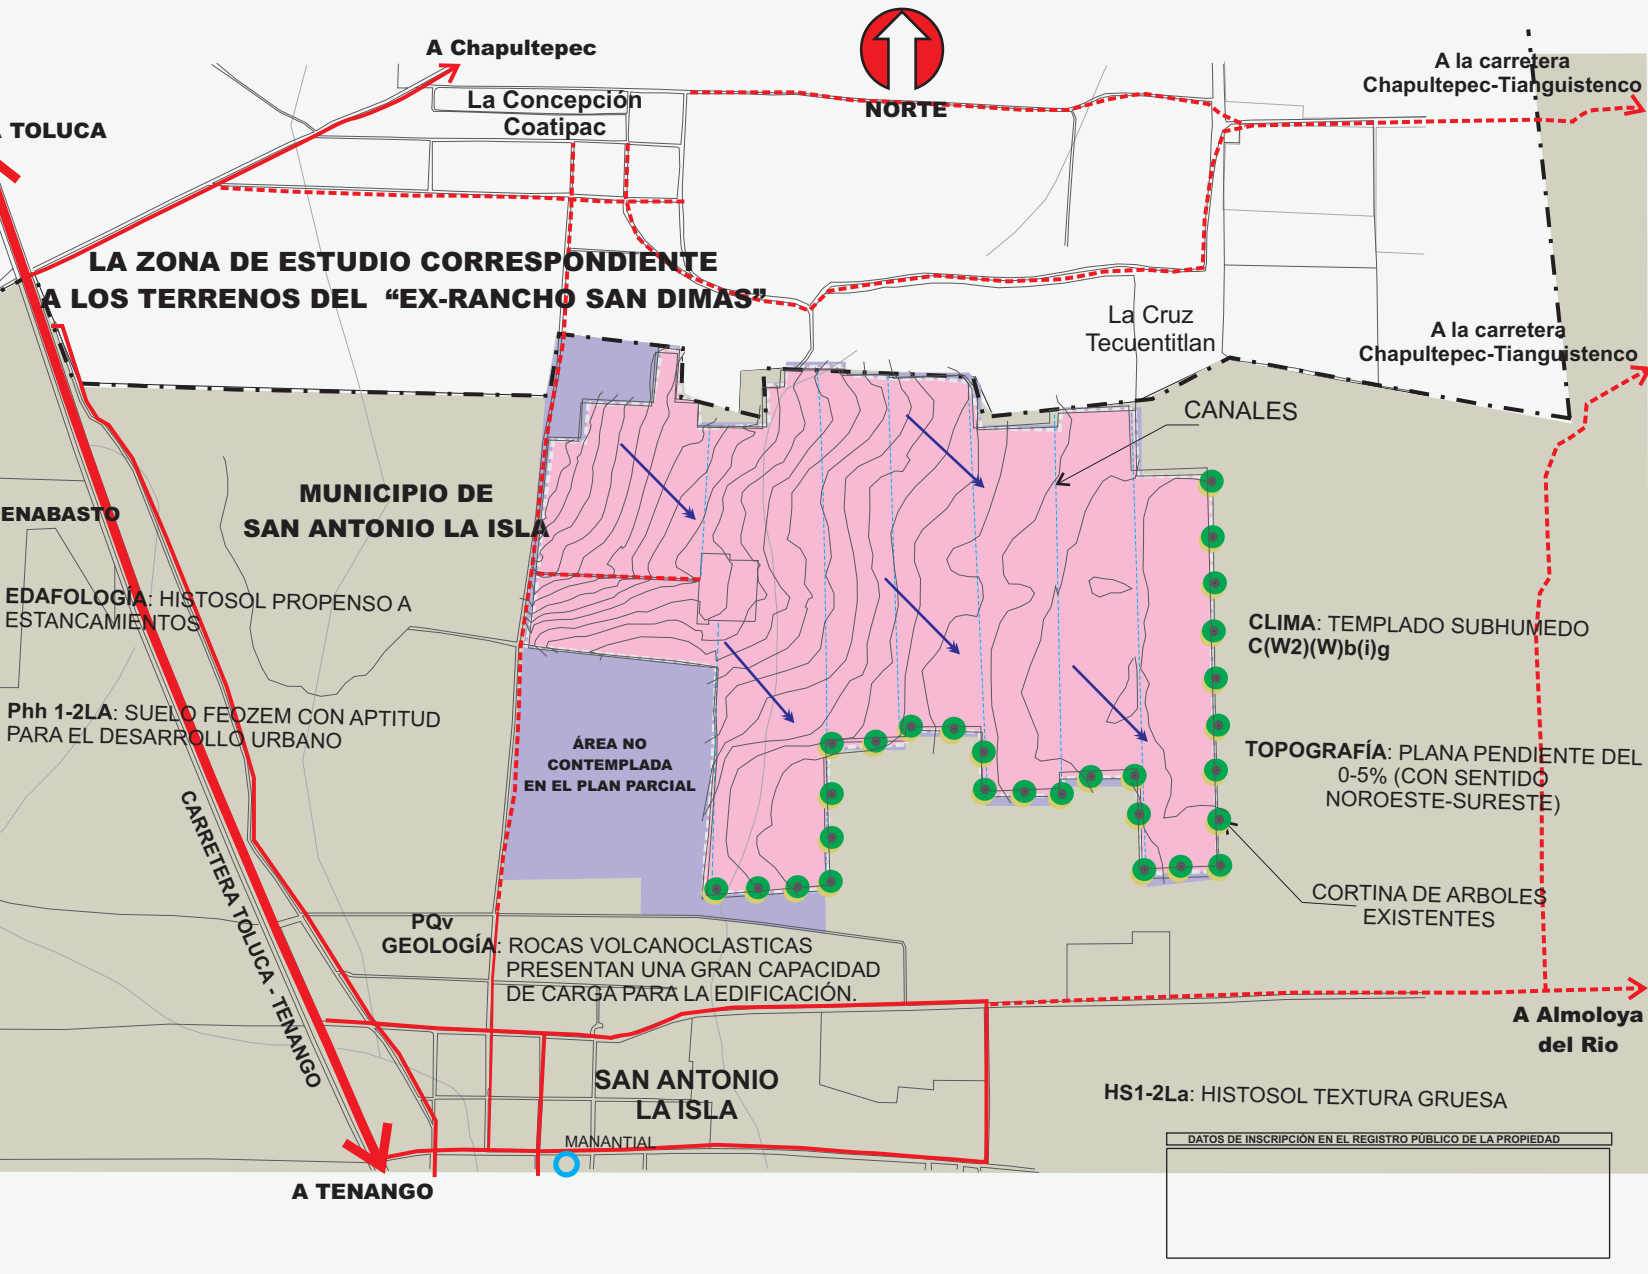 A Chapultepec
La Concepción
Coatipac
NORTE
A la carretera
Chapultepec-Tianguistenco
A TOLUCA
LA ZONA DE ESTUDIO CORRESPONDIENTE
A LOS TERRENOS DEL “EX-RANCHO SAN DIMAS”
La Cruz
Tecuentitlan
A la carretera
Chapultepec-Tianguistenco
CANALES
MUNICIPIO DE
SAN ANTONIO LA ISLA
ENABASTO
EDAFOLOGÍA: HISTOSOL PROPENSO A
ESTANCAMIENTOS
CLIMA: TEMPLADO SUBHUMEDO
C(W2)(W)b(i)g
Phh 1-2LA: SUELO FEOZEM CON APTITUD
PARA EL DESARROLLO URBANO
ÁREA NO
CONTEMPLADA
EN EL PLAN PARCIAL
TOPOGRAFÍA: PLANA PENDIENTE DEL
0-5% (CON SENTIDO
NOROESTE-SURESTE)
CARRETERA TOLUCA - TENANGO
CORTINA DE ARBOLES
EXISTENTES
PQv
GEOLOGÍA: ROCAS VOLCANOCLASTICAS
PRESENTAN UNA GRAN CAPACIDAD
DE CARGA PARA LA EDIFICACIÓN.
A Almoloya
del Rio
SAN ANTONIO
LA ISLA
HS1-2La: HISTOSOL TEXTURA GRUESA
MANANTIAL
DATOS DE INSCRIPCIÓN EN EL REGISTRO PÚBLICO DE LA PROPIEDAD
A TENANGO